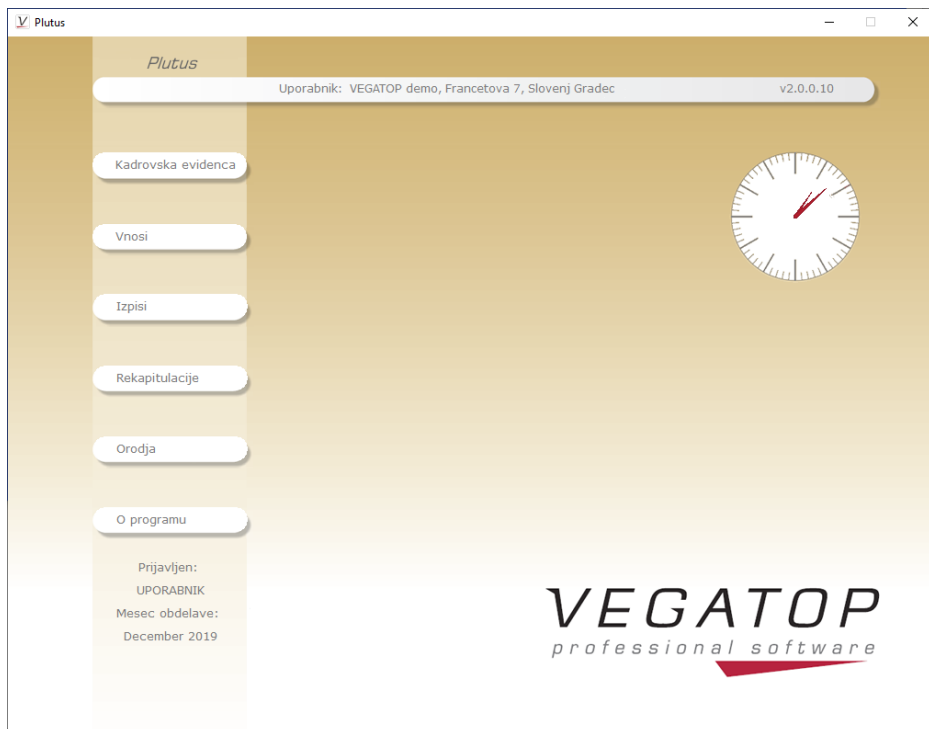 Plutus
Plutus
Uporabnik: VEGATOP demo, Francetova 7, Slovenj Gradec v2.0.0.10
Kadrovska evidenca
Vnosi
Izpisi
Rekapitulacije
Orodja
O programu
Prijavljen:
UPORABNIK
Mesec obdelave:
December 2019
VEGATOP
professional software